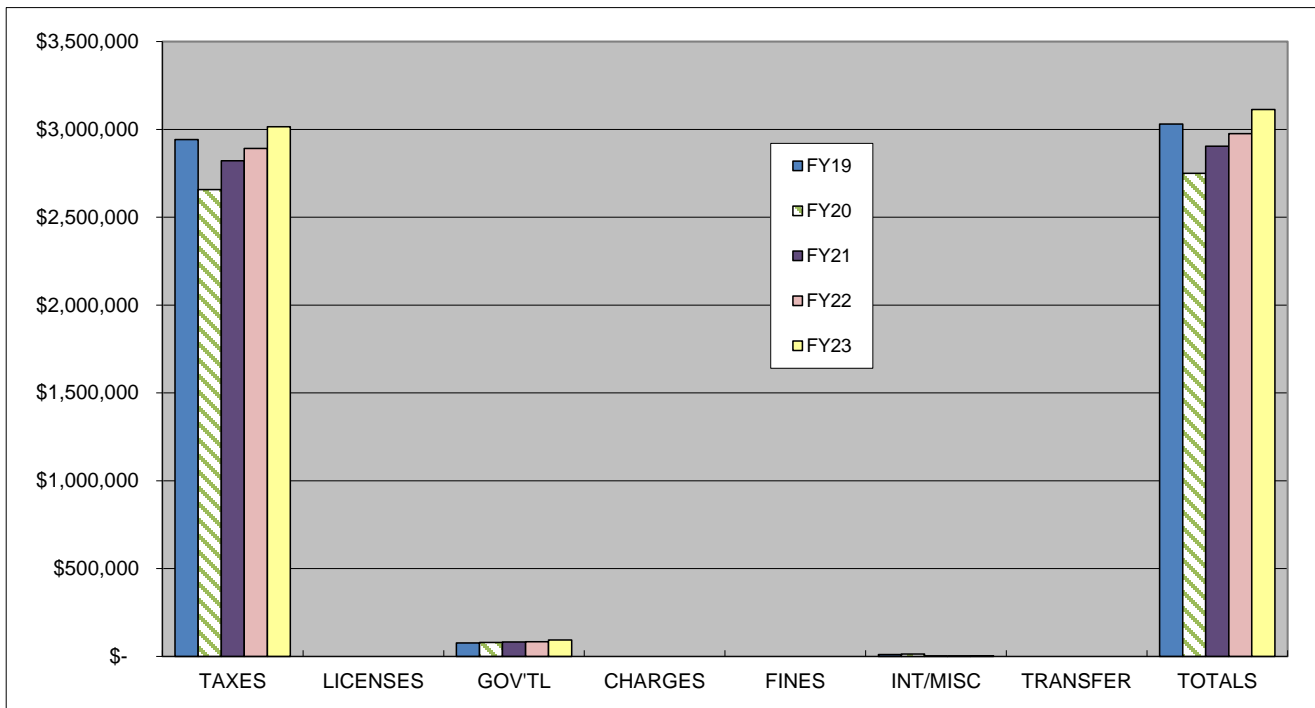 $3,500,000
$3,000,000
$2,500,000
$2,000,000
$1,500,000
$1,000,000
$500,000
$-
FY19
FY20
FY21
FY22
FY23
TAXES LICENSES GOV'TL CHARGES FINES INT/MISC TRANSFER TOTALS